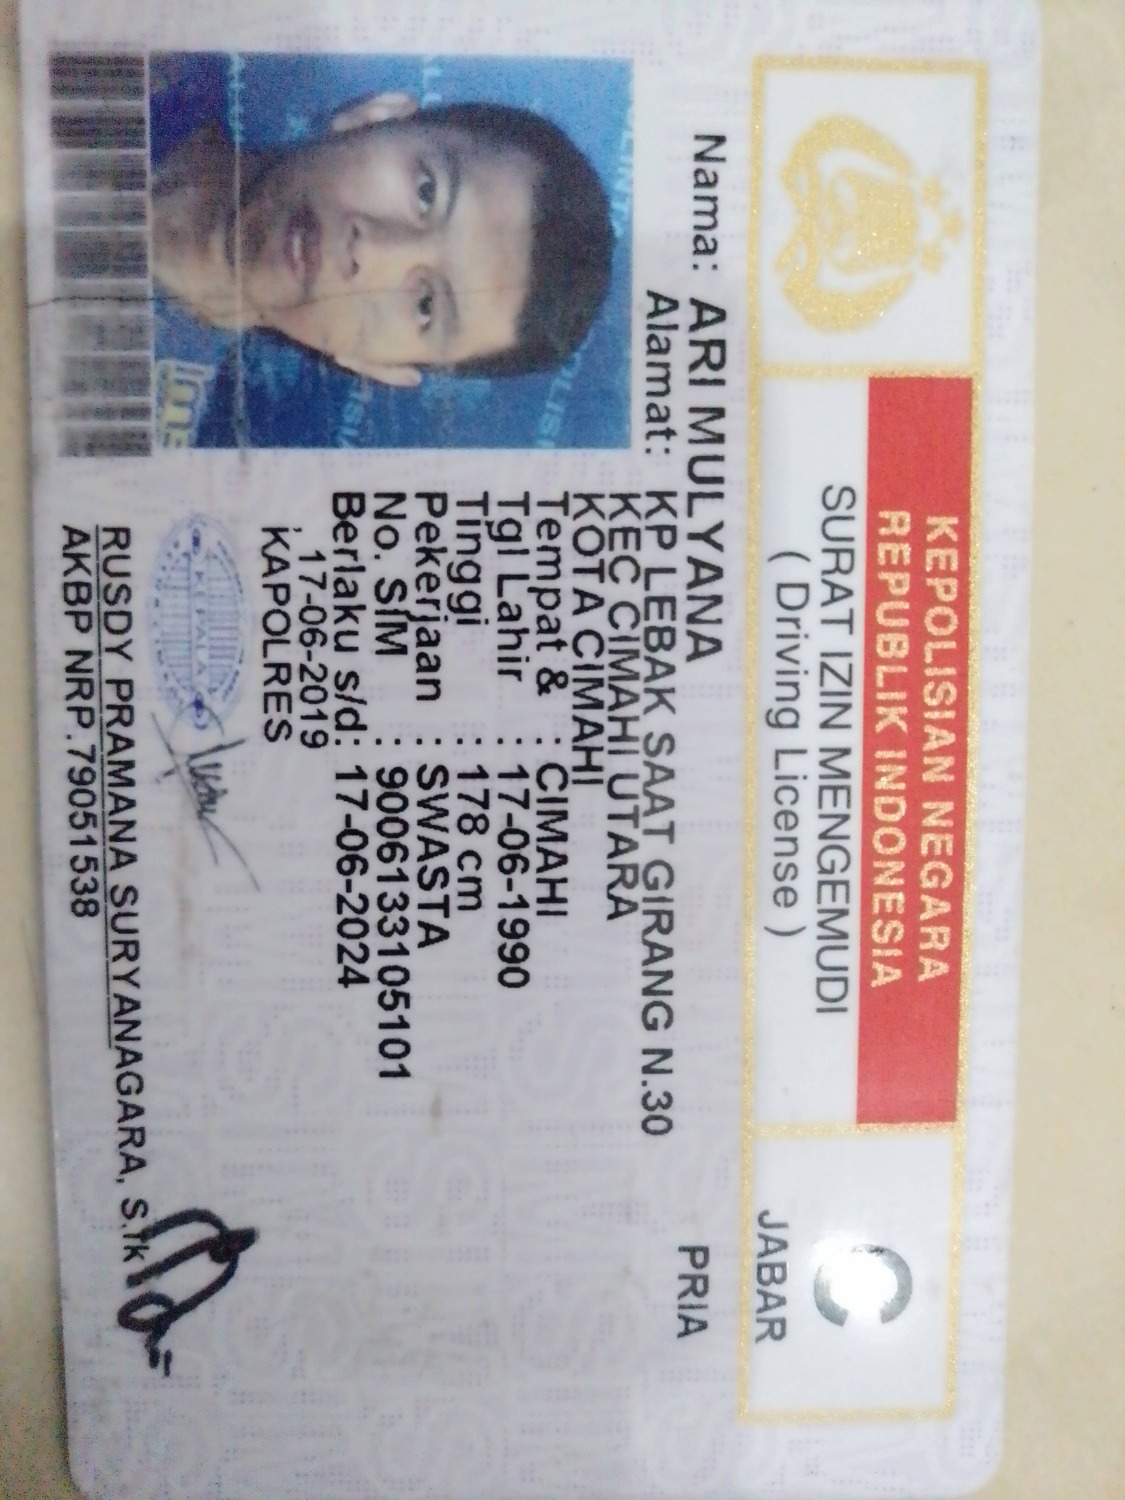 KEPOLISIAN NEGARA
REPUBLIK INDONESIA
SURAT IZIN MENGEMUDI
( Driving License )
C
JABAR
Nama: ARI MULYANA
PRIA
Alamat: KP LEBAK SAAT GIRANG N.30
KEC CIMAHI UTARA
KOTA CIMAHI
Tempat & : CIMAHI
Tgl Lahir : 17-06-1990
Tinggi : 178 cm
Pekerjaan : SWASTA
No. SIM : 9006133105101
Berlaku s/d: 17-06-2024
, 17-06-2019
KAPOLRES
KEPALA
RUSDY PRAMANA SURYANAGARA, S.Ik
AKBP NRP.79051538